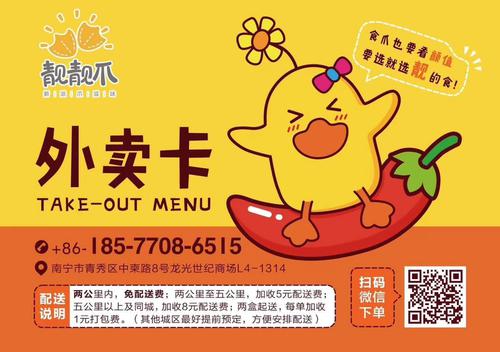 靓靓爪
食爪也要看颜值
要选就选靓的食!
外卖卡
TAKE-OUT MENU
+86-185-7708-6515
南宁市青秀区中柬路8号龙光世纪商场L4-1314
配送说明
两公里内,免配送费;两公里至五公里,加收5元配送费;
五公里以上及同城,加收8元配送费;两盒起送,每单加收
1元打包费。(其他城区最好提前预定,方便安排配送)
扫码
微信
下单